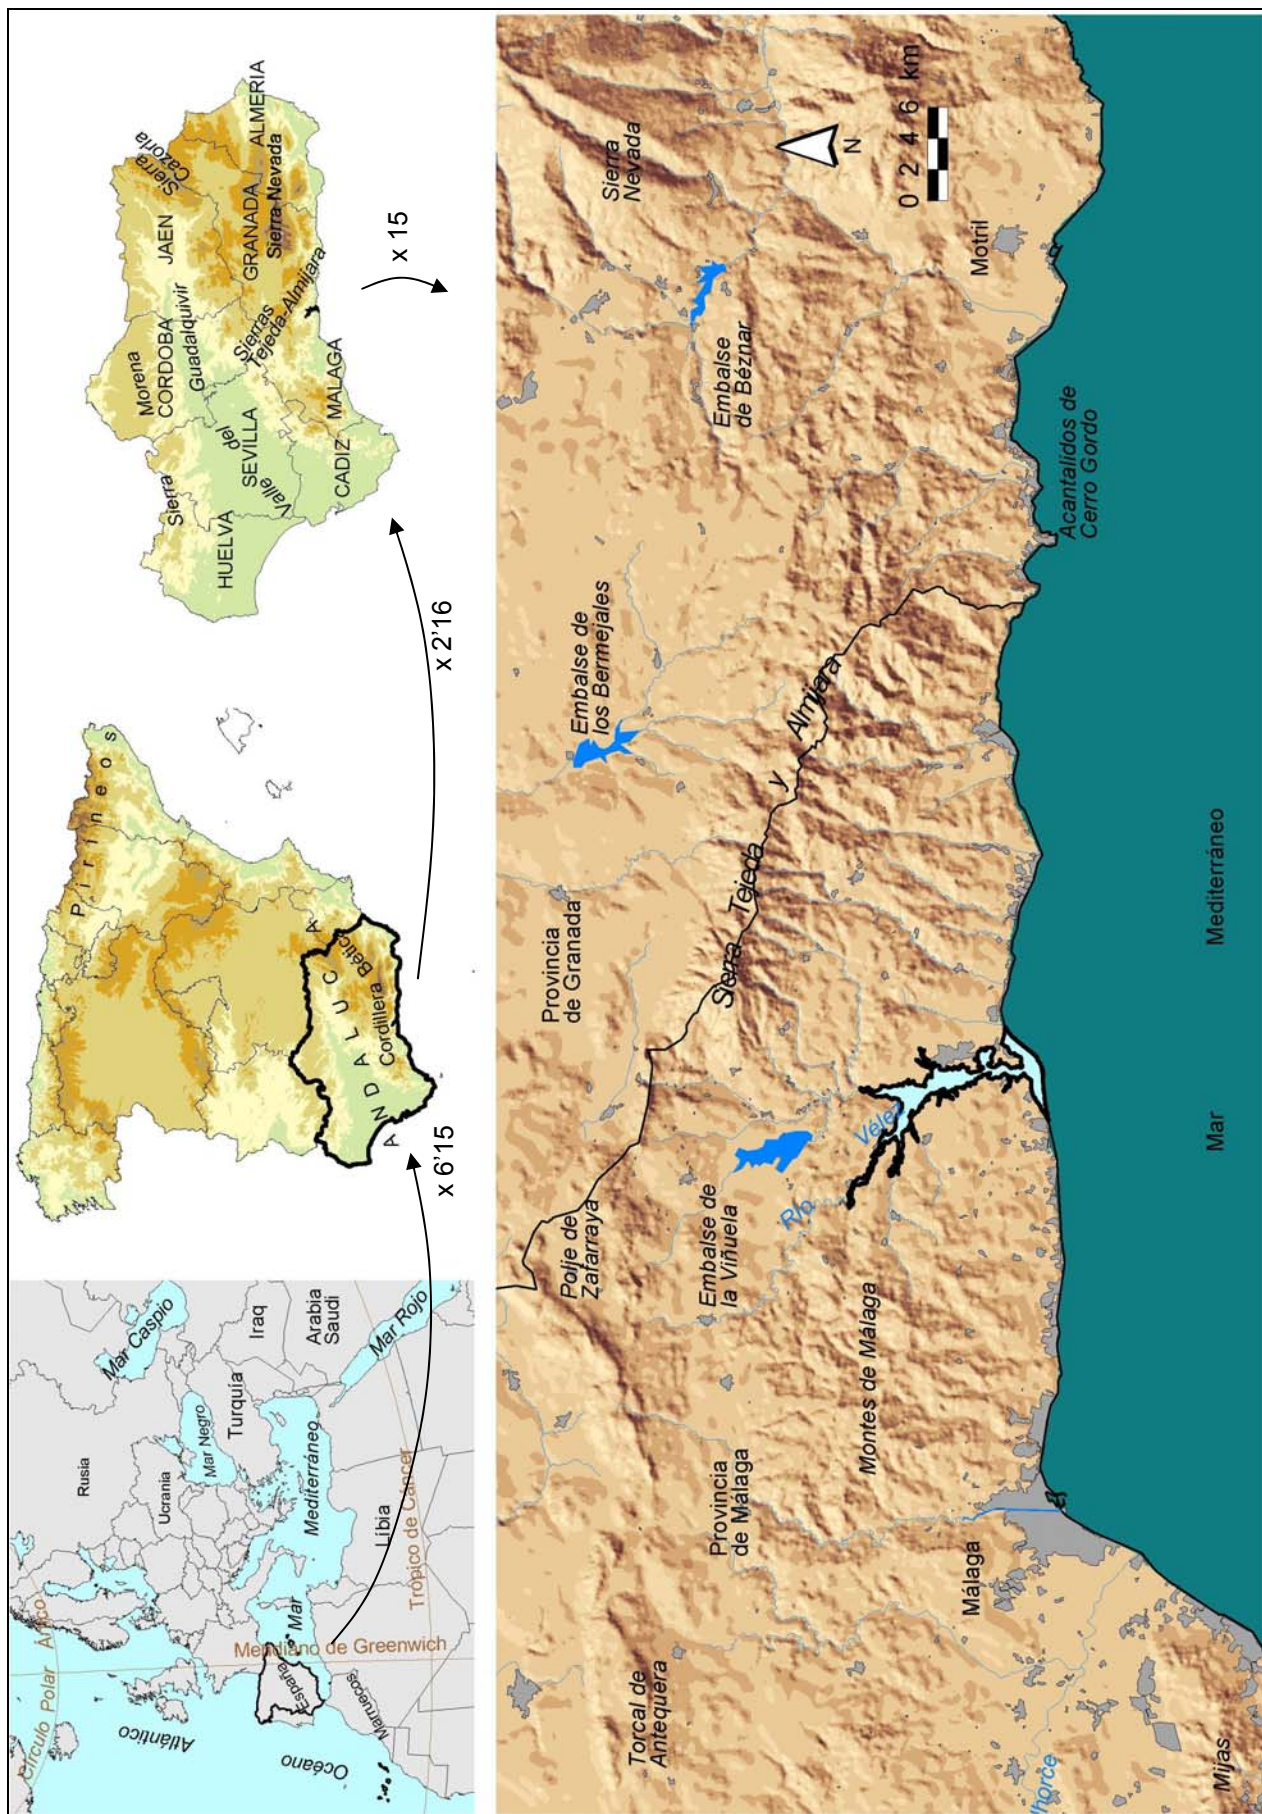 Círculo Polar Ártico
Rusia
Océano
Atlántico
Ucrania
Mar Caspio
Mar Negro
Turquía
Iraq
Arabia
Saudi
Mar Rojo
España
Mar
Mediterráneo
Meridiano de Greenwich
Marruecos
Libia
Trópico de Cáncer
x 6'15
Pirineos
ANDALUCIA
Cordillera
Bética
x 2'16
Sierra
Morena
Sierra
Cazorla
CORDOBA
JAEN
HUELVA
SEVILLA
Valle del Guadalquivir
GRANADA
ALMERIA
Sierra Nevada
Sierras
Tejeda-Almijara
CADIZ
MALAGA
x 15
Polje de
Zafarraya
Provincia
de Granada
Embalse de
los Bermejales
Sierra
Nevada
Torcal de
Antequera
Provincia
de Málaga
Embalse de
la Viñuela
Sierra Tejeda y Almijara
Embalse
de Béznar
Río Vélez
Montes de Málaga
Málaga
Motril
Acantalidos de
Cerro Gordo
N
0 2 4 6 km
lhorce
Mijas
Mar Mediterráneo